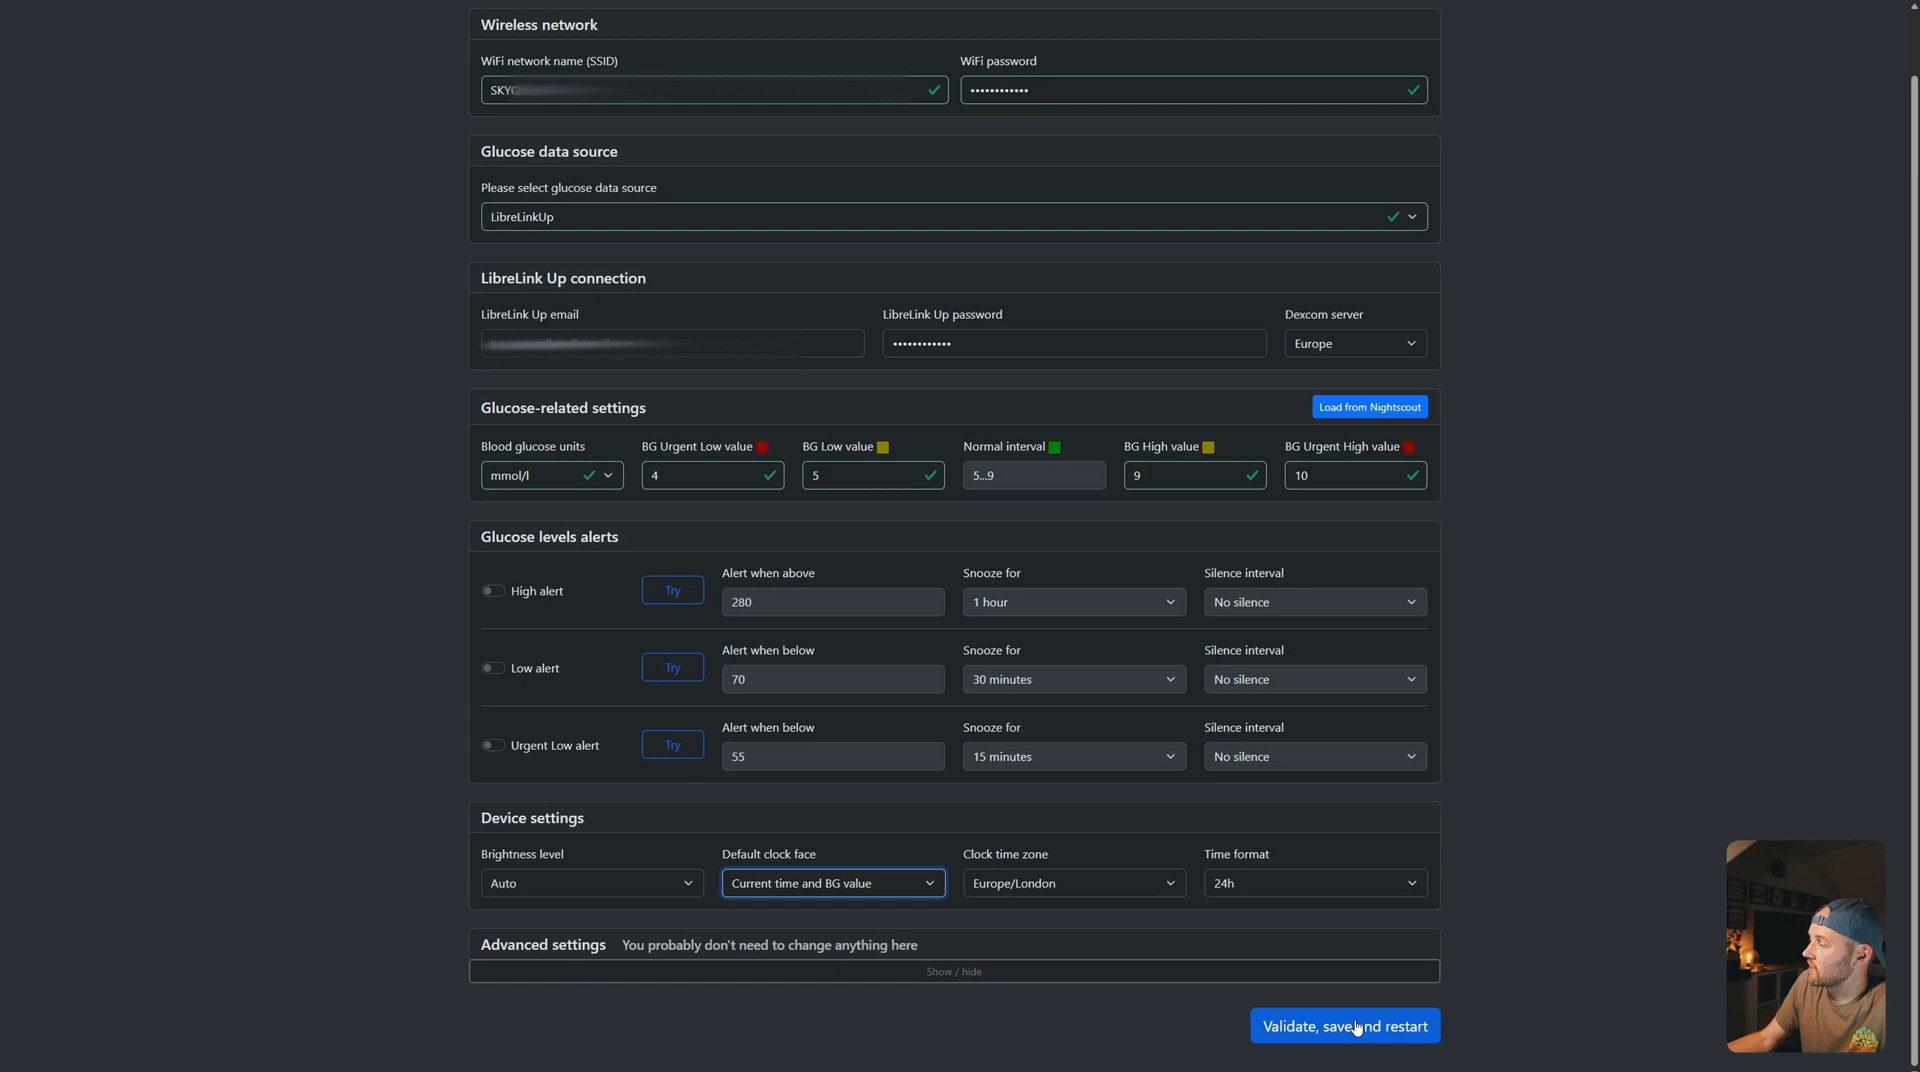 Wireless network
WiFi network name (SSID) WiFi password
SKY ••••••••••••
Glucose data source
Please select glucose data source
LibreLinkUp
LibreLink Up connection
LibreLink Up email LibreLink Up password Dexcom server
•••••••••••• Europe
Glucose-related settings Load from Nightscout
Blood glucose units BG Urgent Low value BG Low value Normal interval BG High value BG Urgent High value
mmol/l 4 5 5...9 9 10
Glucose levels alerts
Alert when above Snooze for Silence interval
High alert Try 280 1 hour No silence
Alert when below Snooze for Silence interval
Low alert Try 70 30 minutes No silence
Alert when below Snooze for Silence interval
Urgent Low alert Try 55 15 minutes No silence
Device settings
Brightness level Default clock face Clock time zone Time format
Auto Current time and BG value Europe/London 24h
Advanced settings You probably don't need to change anything here
Show / hide
Validate, save and restart